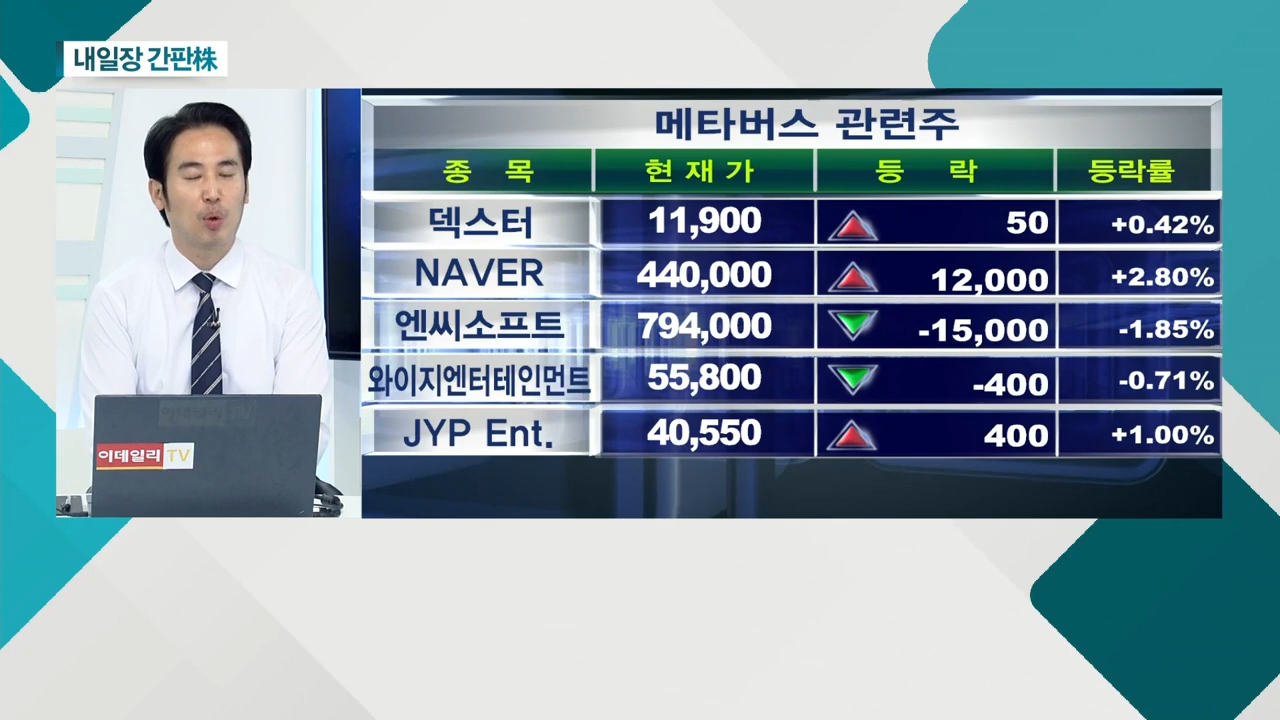 내일장 간판株
메타버스 관련주
종 목 현재가 등 락 등락률
덱스터 11,900 ▲ 50 +0.42%
NAVER 440,000 ▲ 12,000 +2.80%
엔씨소프트 794,000 ▼ -15,000 -1.85%
와이지엔터테인먼트 55,800 ▼ -400 -0.71%
JYP Ent. 40,550 ▲ 400 +1.00%
이데일리 TV